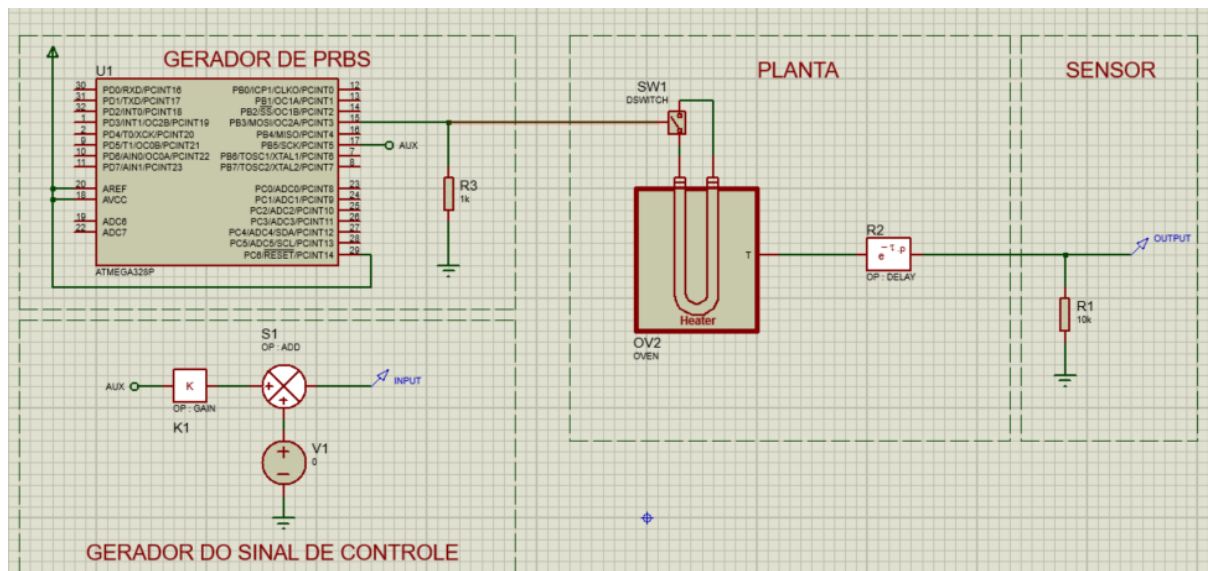 GERADOR DE PRBS
U1
30 PD0/RXD/PCINT16
31 PD1/TXD/PCINT17
32 PD2/INT0/PCINT18
1 PD3/INT1/OC2B/PCINT19
2 PD4/T0/XCK/PCINT20
9 PD5/T1/OC0B/PCINT21
10 PD6/AIN0/OC0A/PCINT22
11 PD7/AIN1/PCINT23
20 AREF
18 AVCC
19 ADC6
22 ADC7
PB0/ICP1/CLKO/PCINT0 12
PB1/OC1A/PCINT1 13
PB2/SS/OC1B/PCINT2 14
PB3/MOSI/OC2A/PCINT3 15
PB4/MISO/PCINT4 16
PB5/SCK/PCINT5 17
PB6/TOSC1/XTAL1/PCINT6 7
PB7/TOSC2/XTAL2/PCINT7 8
PC0/ADC0/PCINT8 23
PC1/ADC1/PCINT9 24
PC2/ADC2/PCINT10 25
PC3/ADC3/PCINT11 26
PC4/ADC4/SDA/PCINT12 27
PC5/ADC5/SCL/PCINT13 28
PC6/RESET/PCINT14 29
ATMEGA328P
AUX
R3
1k
PLANTA
SW1
DSWITCH
Heater
T
OV2
OVEN
R2
e-τ.p
OP : DELAY
SENSOR
OUTPUT
R1
10k
S1
OP : ADD
AUX
K
OP : GAIN
K1
INPUT
V1
0
GERADOR DO SINAL DE CONTROLE